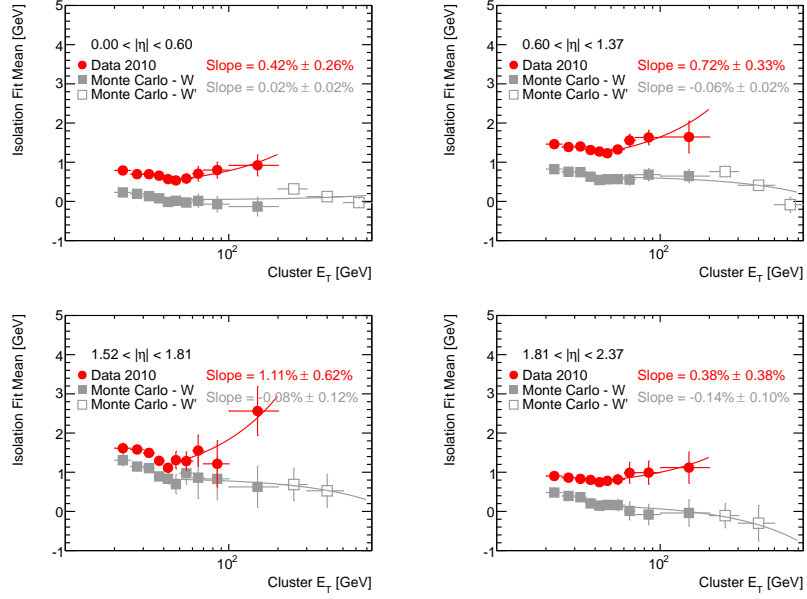 Isolation Fit Mean [GeV]
5
4
3
2
1
0
-1
0.00 < |η| < 0.60
Data 2010 Slope = 0.42% ± 0.26%
Monte Carlo - W Slope = 0.02% ± 0.02%
Monte Carlo - W'
10²
Cluster E_T [GeV]
Isolation Fit Mean [GeV]
5
4
3
2
1
0
-1
0.60 < |η| < 1.37
Data 2010 Slope = 0.72% ± 0.33%
Monte Carlo - W Slope = -0.06% ± 0.02%
Monte Carlo - W'
10²
Cluster E_T [GeV]
Isolation Fit Mean [GeV]
5
4
3
2
1
0
-1
1.52 < |η| < 1.81
Data 2010 Slope = 1.11% ± 0.62%
Monte Carlo - W Slope = -0.08% ± 0.12%
Monte Carlo - W'
10²
Cluster E_T [GeV]
Isolation Fit Mean [GeV]
5
4
3
2
1
0
-1
1.81 < |η| < 2.37
Data 2010 Slope = 0.38% ± 0.38%
Monte Carlo - W Slope = -0.14% ± 0.10%
Monte Carlo - W'
10²
Cluster E_T [GeV]